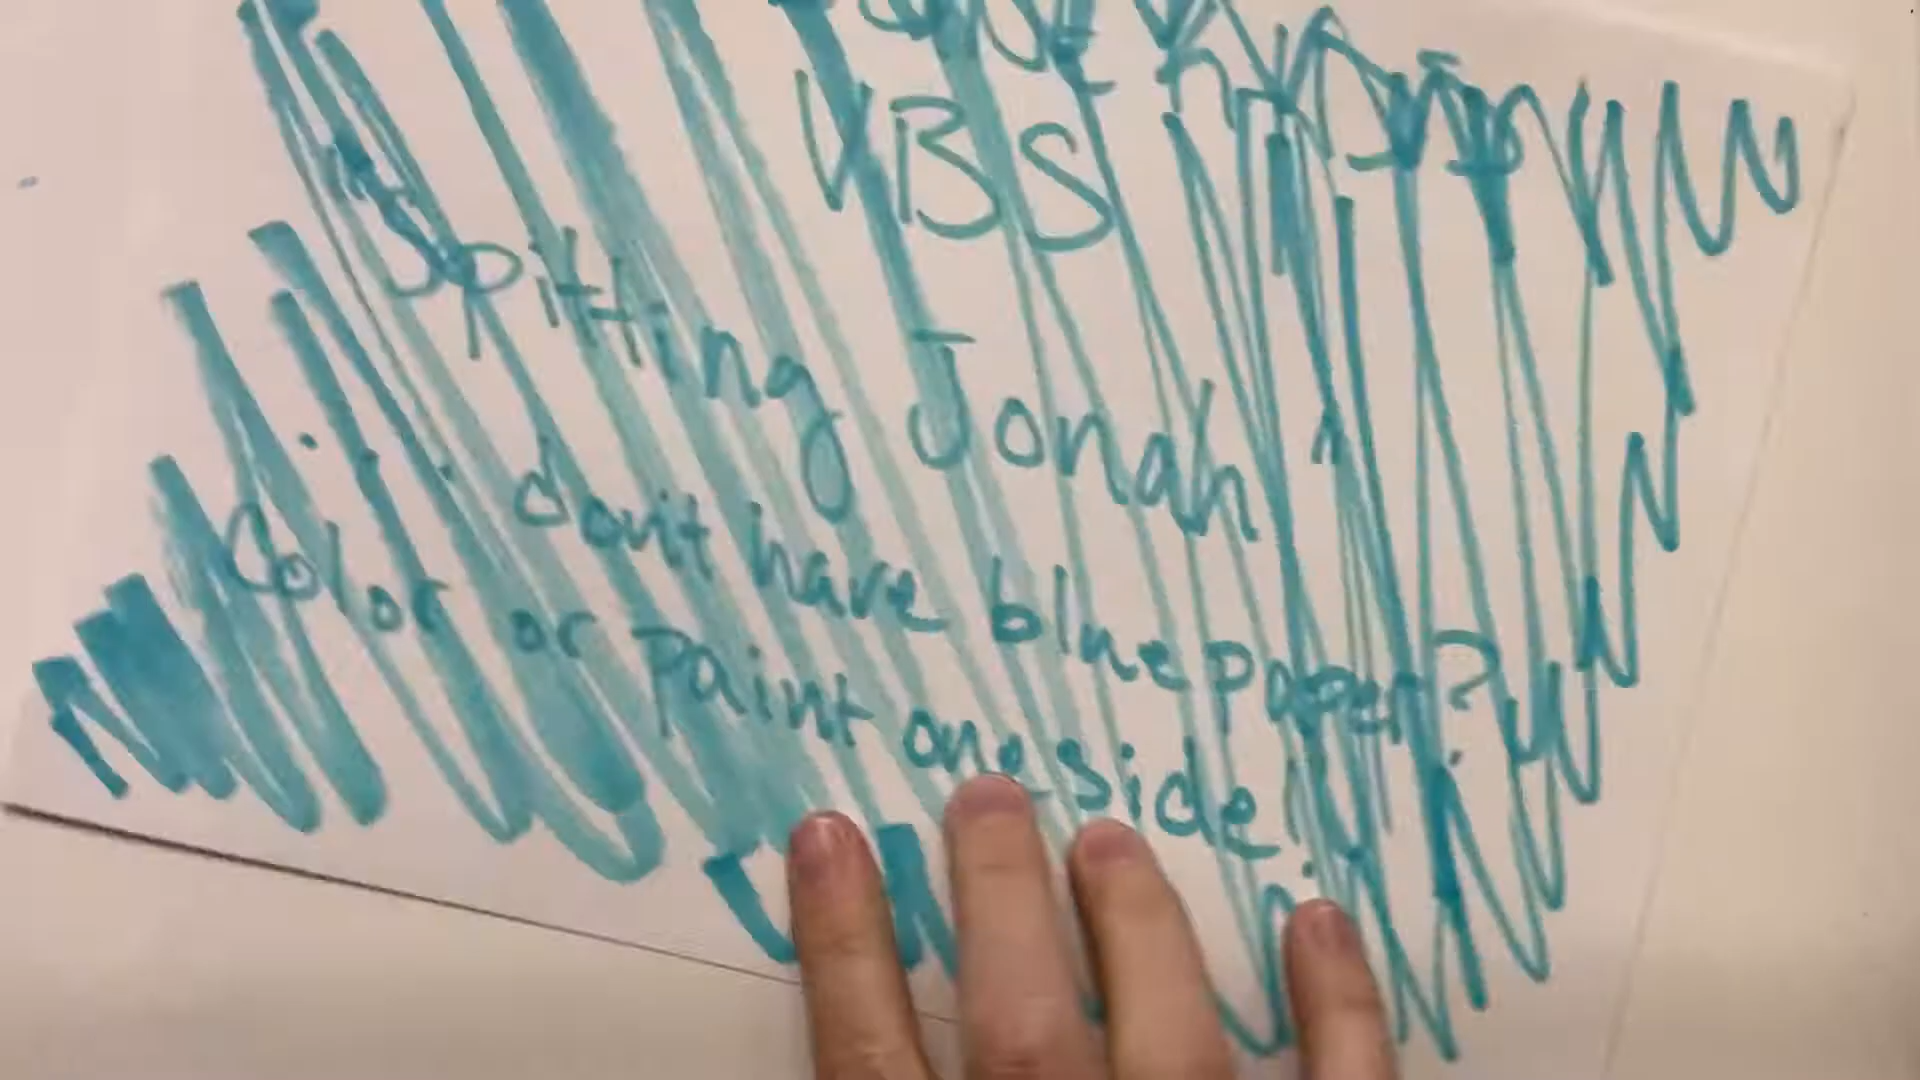 VBS
Spitting Jonah
don't have blue paper?
Color or paint one side!